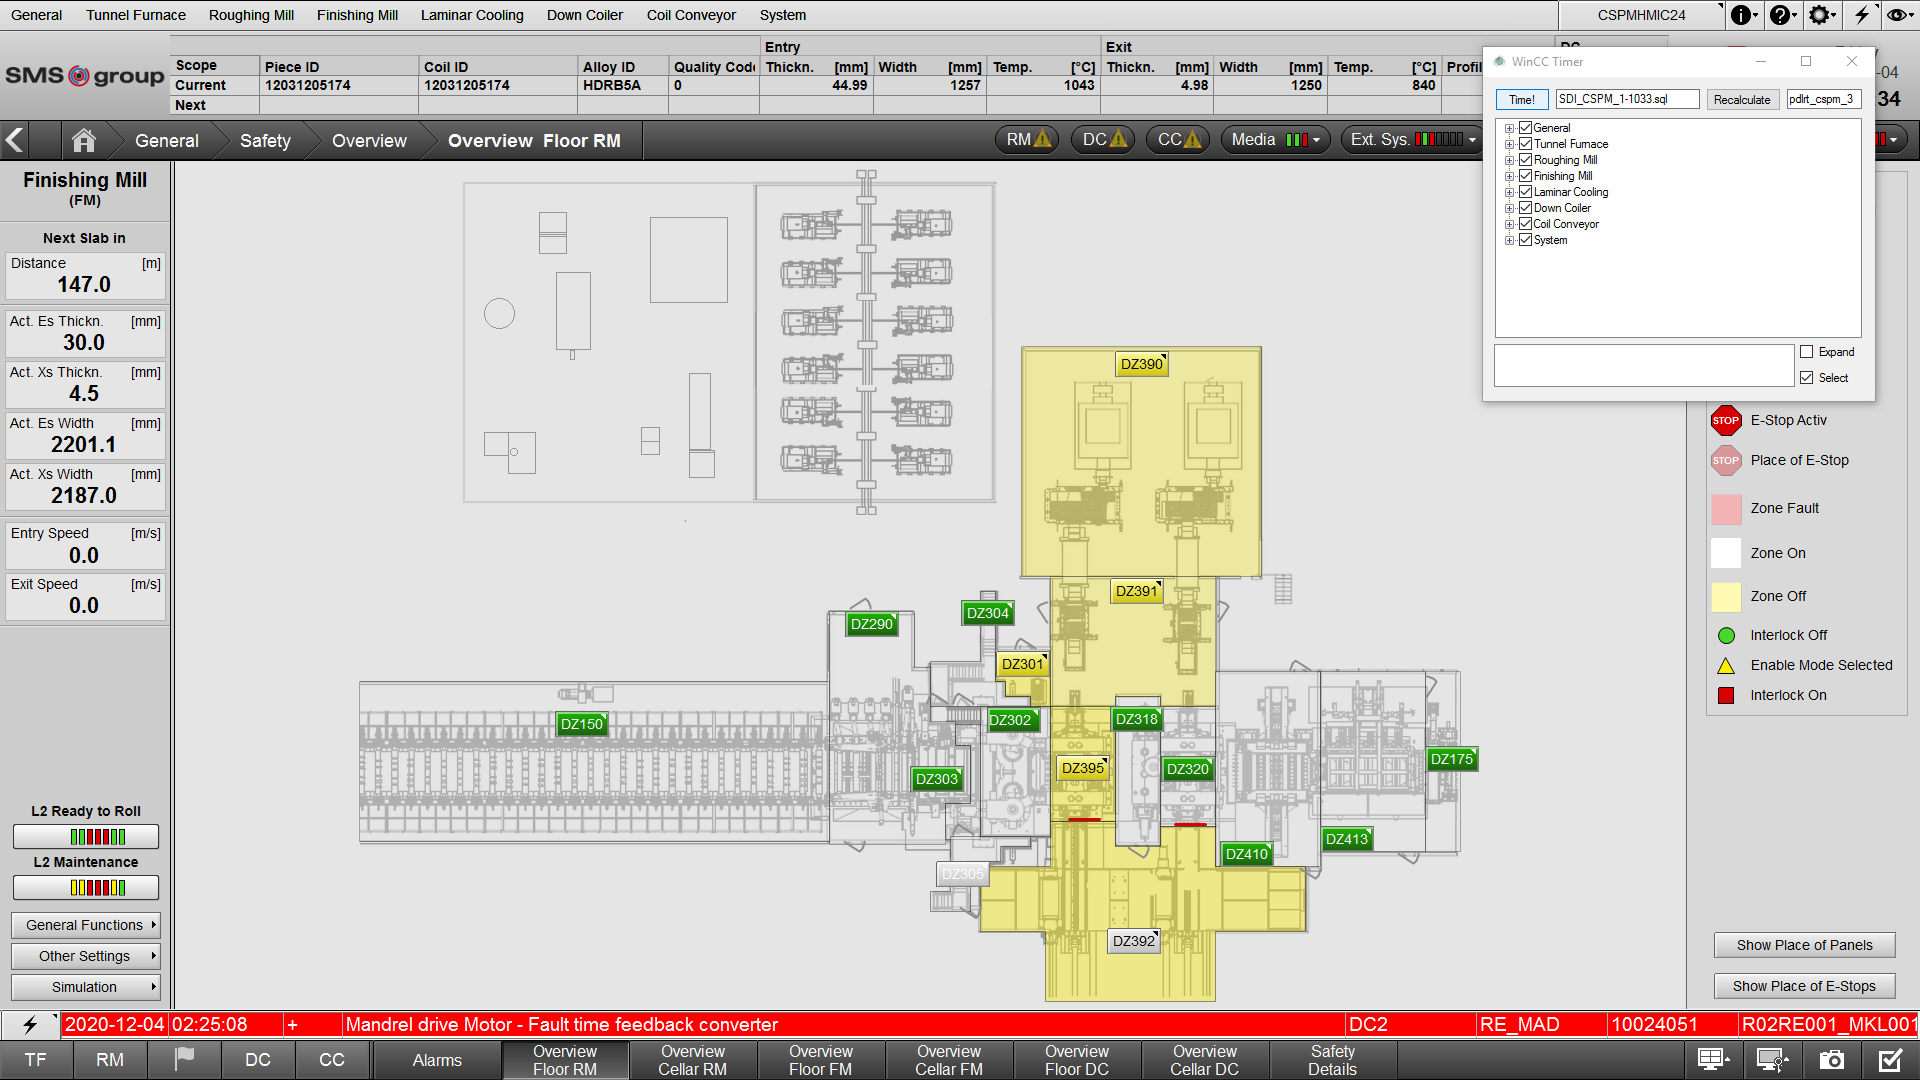 General Tunnel Furnace Roughing Mill Finishing Mill Laminar Cooling Down Coiler Coil Conveyor System CSPMHMIC24
SMS group
Entry Exit
Scope Piece ID Coil ID Alloy ID Quality Code Thickn. [mm] Width [mm] Temp. [°C] Thickn. [mm] Width [mm] Temp. [°C]
Current 12031205174 12031205174 HDRB5A 0 44.99 1257 1043 4.98 1250 840
Next
-04
34
General Safety Overview Overview Floor RM RM DC CC Media Ext. Sys.
WinCC Timer
Time! SDI_CSPM_1-1033.sql Recalculate pdlrt_cspm_3
General
Tunnel Furnace
Roughing Mill
Finishing Mill
Laminar Cooling
Down Coiler
Coil Conveyor
System
Expand
Select
Finishing Mill
(FM)
Next Slab in
Distance [m]
147.0
Act. Es Thickn. [mm]
30.0
Act. Xs Thickn. [mm]
4.5
Act. Es Width [mm]
2201.1
Act. Xs Width [mm]
2187.0
Entry Speed [m/s]
0.0
Exit Speed [m/s]
0.0
L2 Ready to Roll
L2 Maintenance
General Functions
Other Settings
Simulation
DZ390
DZ391
DZ304
DZ290
DZ301
DZ150
DZ302
DZ318
DZ395
DZ320
DZ303
DZ175
DZ413
DZ410
DZ305
DZ392
STOP E-Stop Activ
STOP Place of E-Stop
Zone Fault
Zone On
Zone Off
Interlock Off
Enable Mode Selected
Interlock On
Show Place of Panels
Show Place of E-Stops
2020-12-04 02:25:08 + Mandrel drive Motor - Fault time feedback converter DC2 RE_MAD 10024051 R02RE001_MKL001
TF RM DC CC Alarms
Overview Floor RM
Overview Cellar RM
Overview Floor FM
Overview Cellar FM
Overview Floor DC
Overview Cellar DC
Safety Details